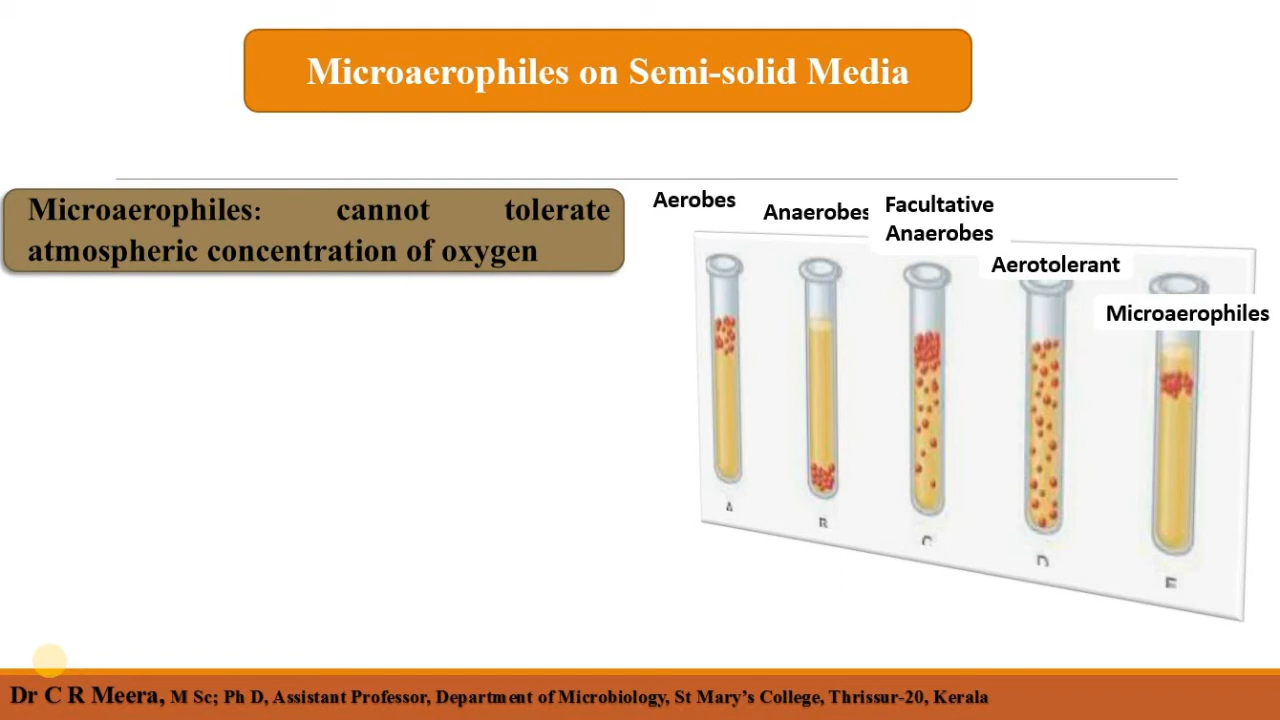 Microaerophiles on Semi-solid Media
Microaerophiles: cannot tolerate
atmospheric concentration of oxygen
Aerobes
Anaerobes
Facultative
Anaerobes
Aerotolerant
Microaerophiles
A
B
C
D
E
Dr C R Meera, M Sc; Ph D, Assistant Professor, Department of Microbiology, St Mary’s College, Thrissur-20, Kerala